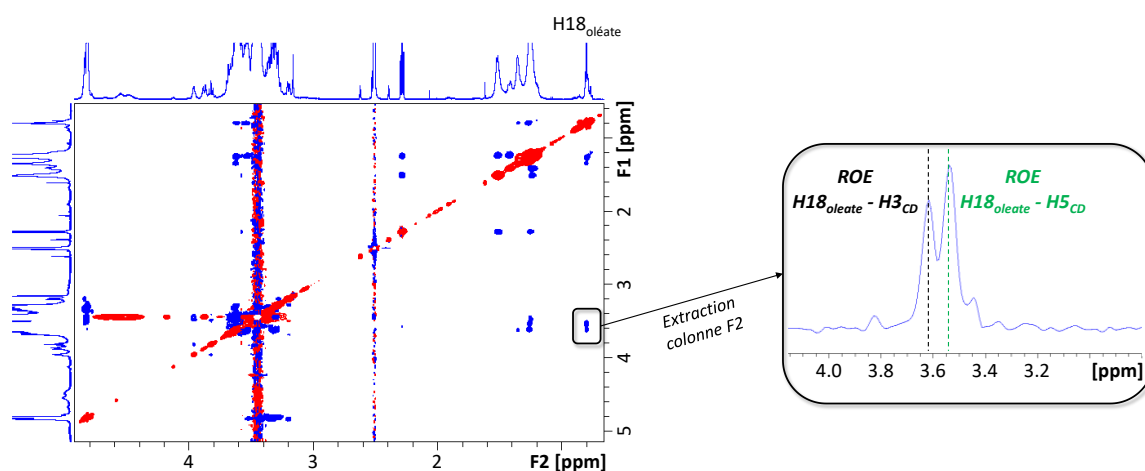 H18oléate
F1 [ppm]
2
3
4
5
4
3
2
F2 [ppm]
Extraction
colonne F2
ROE
H18oleate - H3CD
ROE
H18oleate - H5CD
4.0
3.8
3.6
3.4
3.2
[ppm]